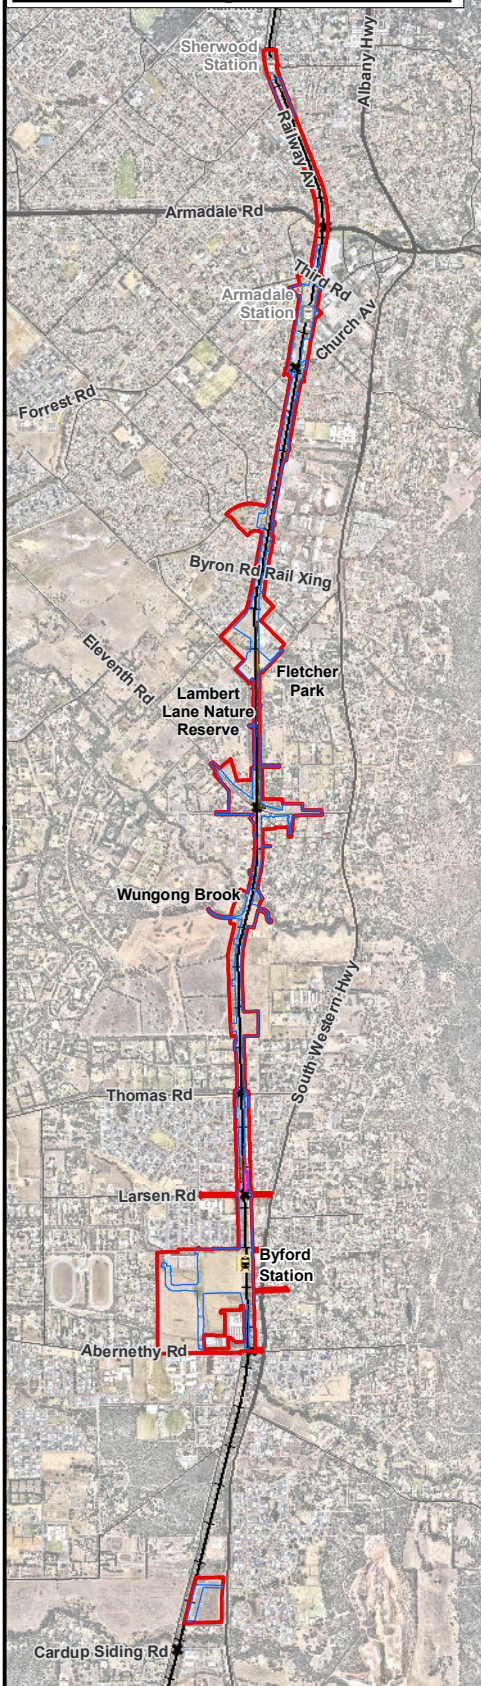 Sherwood
Station
Albany Hwy
Railway Av
Armadale Rd
Third Rd
Armadale
Station
Church Av
Forrest Rd
Byron Rd Rail Xing
Eleventh Rd
Fletcher
Park
Lambert
Lane Nature
Reserve
Wungong Brook
South Western Hwy
Thomas Rd
Larsen Rd
Byford
Station
Abernethy Rd
Cardup Siding Rd